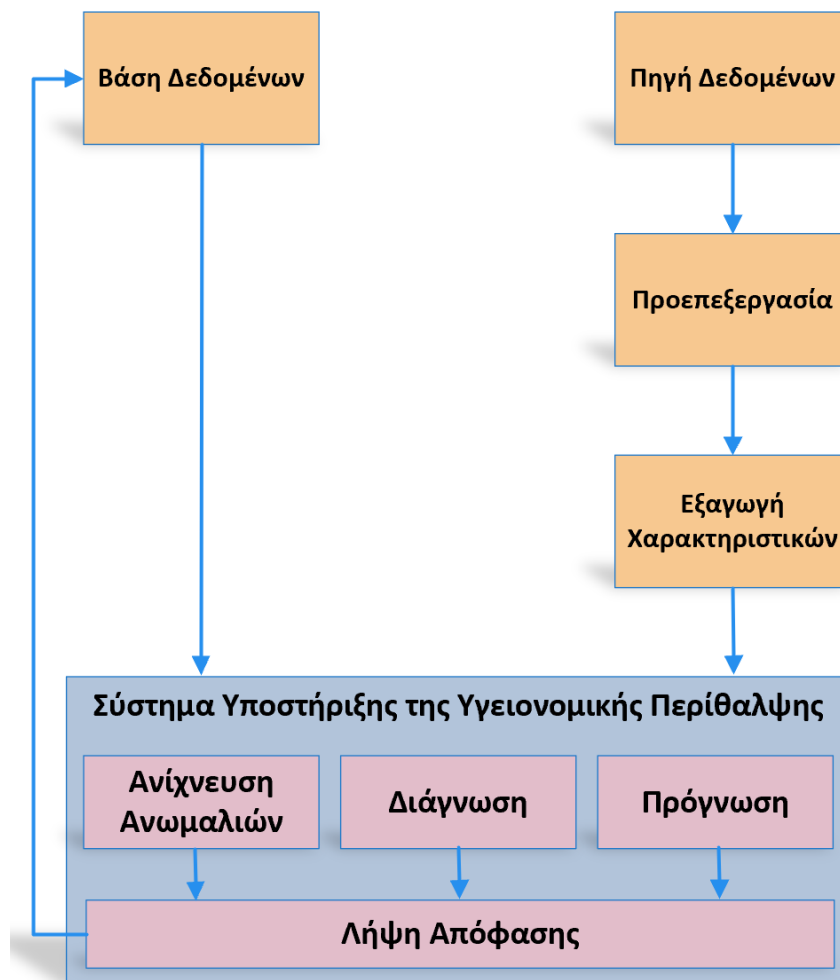 Βάση Δεδομένων
Πηγή Δεδομένων
Προεπεξεργασία
Εξαγωγή
Χαρακτηριστικών
Σύστημα Υποστήριξης της Υγειονομικής Περίθαλψης
Ανίχνευση
Ανωμαλιών
Διάγνωση
Πρόγνωση
Λήψη Απόφασης